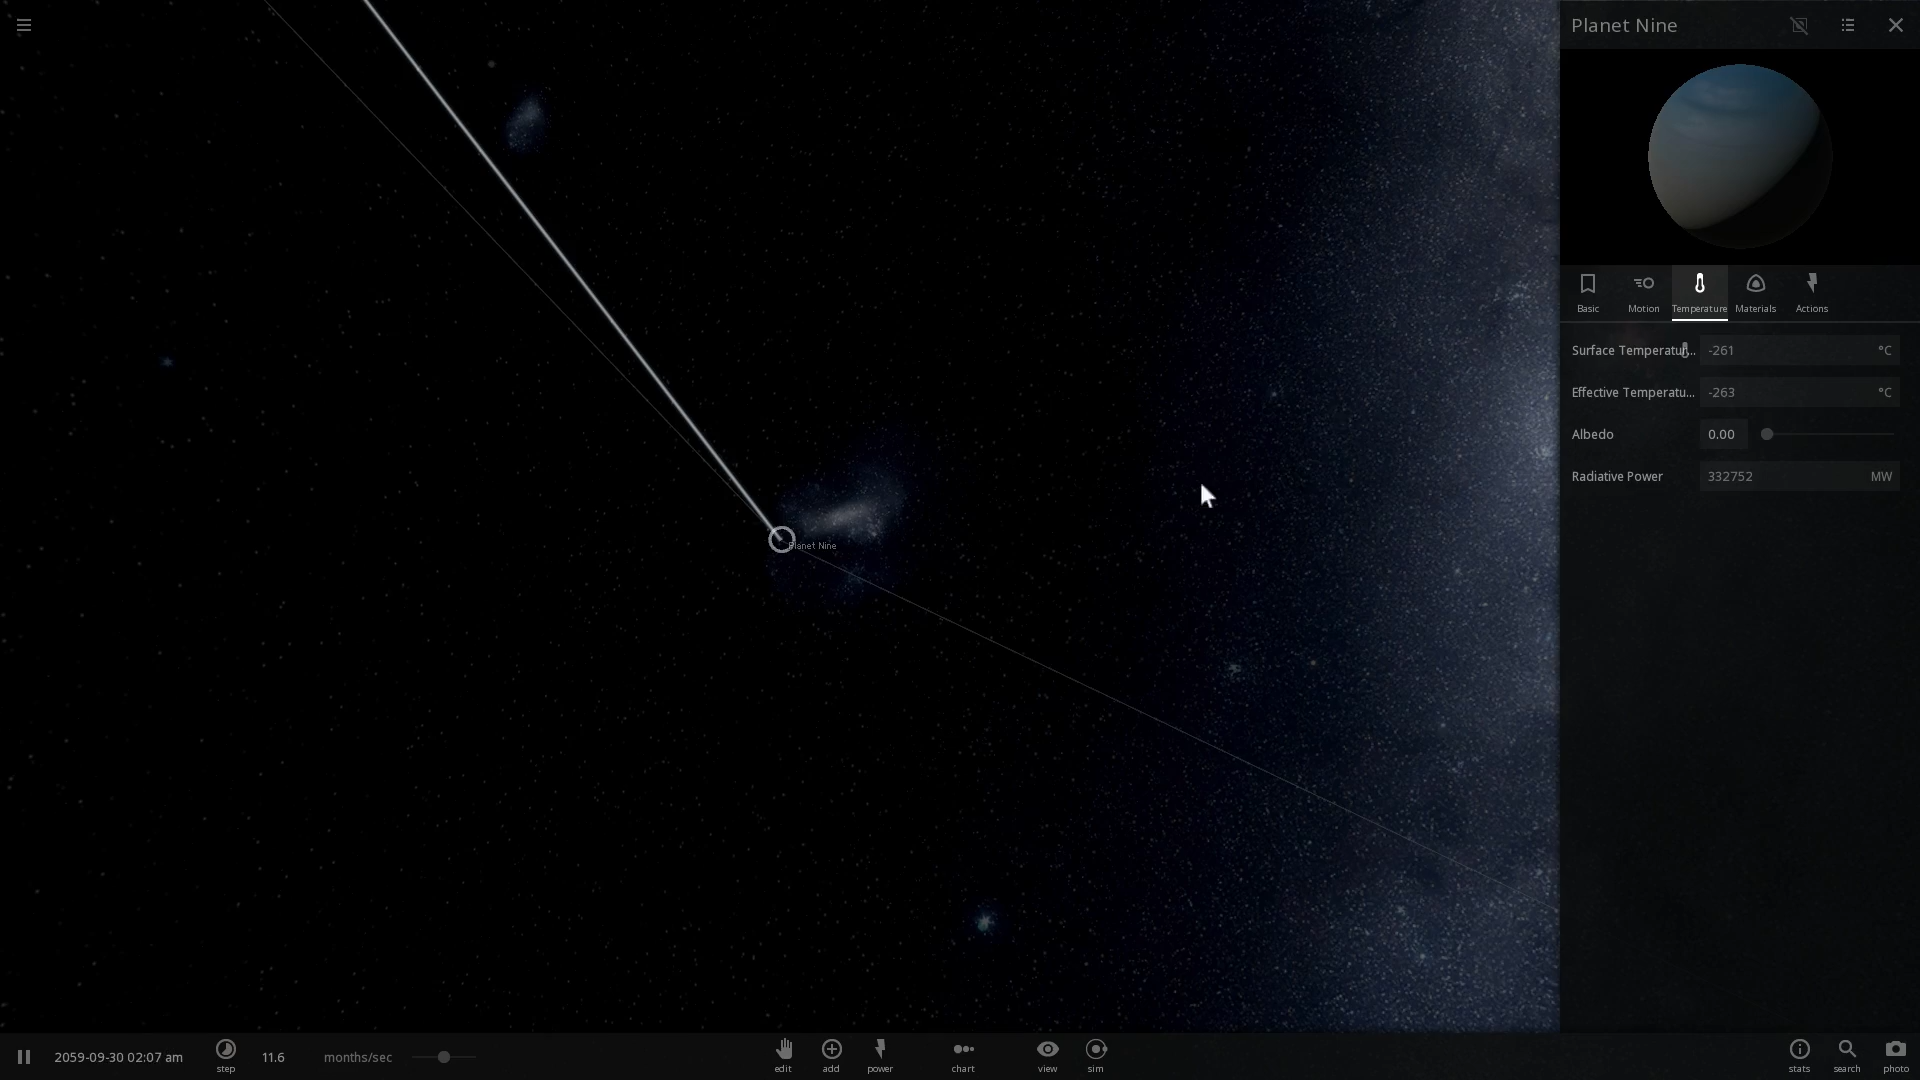 Planet Nine
Basic
Motion
Temperature
Materials
Actions
Surface Temperatur... -261 °C
Effective Temperatu... -263 °C
Albedo 0.00
Radiative Power 332752 MW
Planet Nine
2059-09-30 02:07 am
step
11.6 months/sec
edit
add
power
chart
view
sim
stats
search
photo